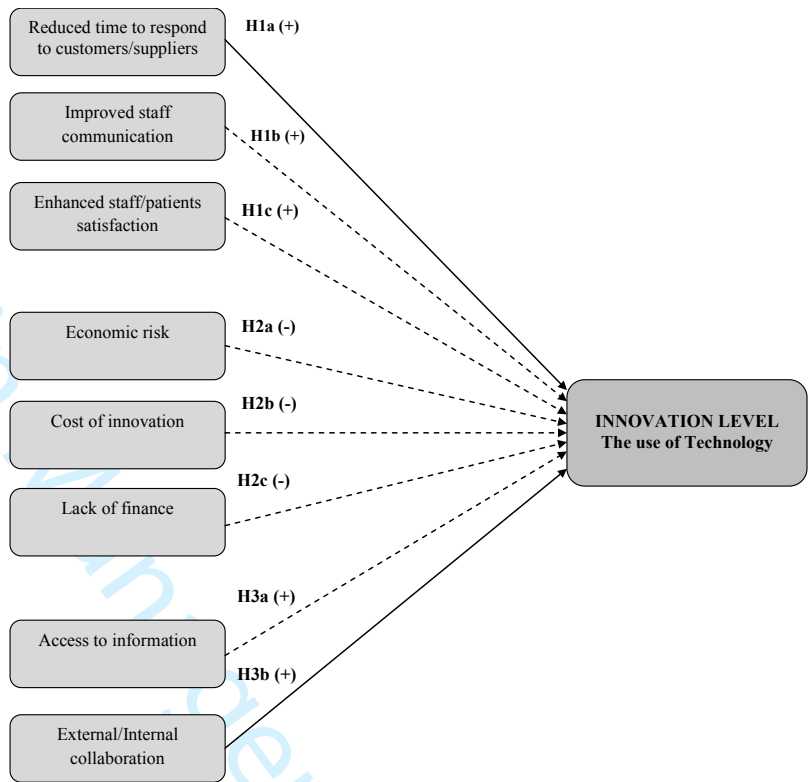 Reduced time to respond
to customers/suppliers
H1a (+)
Improved staff
communication
H1b (+)
Enhanced staff/patients
satisfaction
H1c (+)
Economic risk
H2a (-)
Cost of innovation
H2b (-)
INNOVATION LEVEL
The use of Technology
Lack of finance
H2c (-)
Access to information
H3a (+)
External/Internal
collaboration
H3b (+)